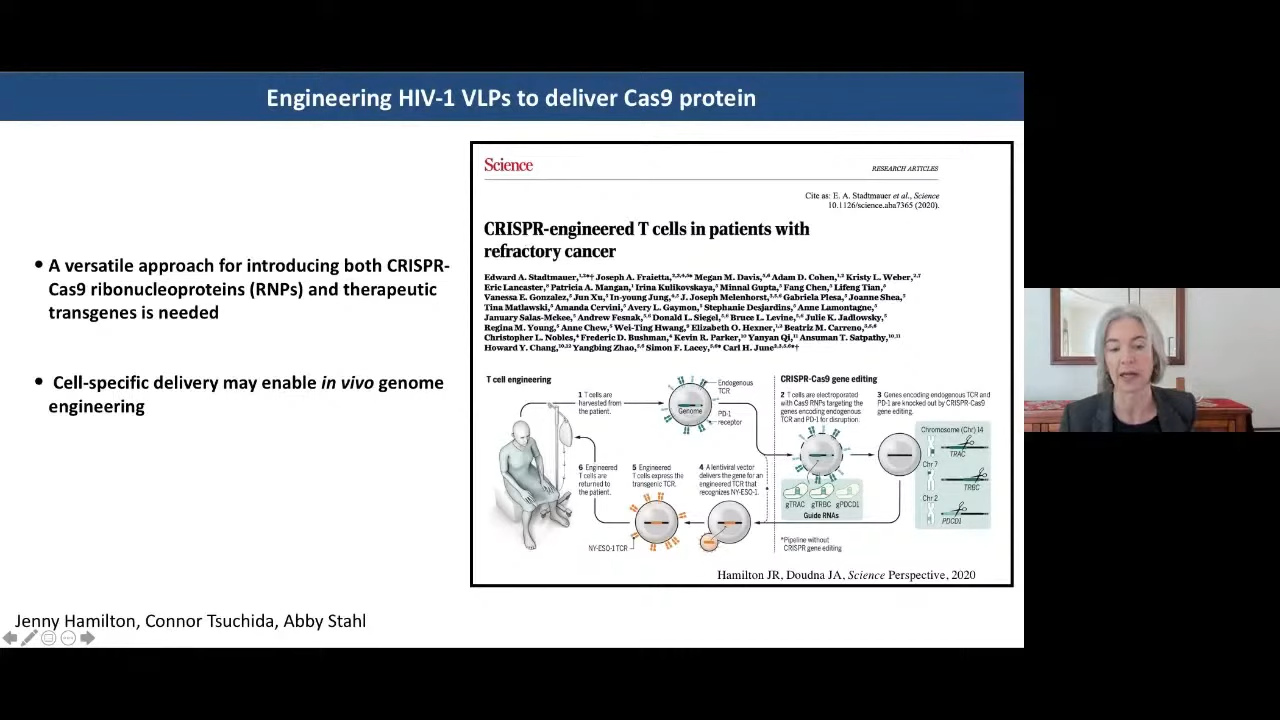 Engineering HIV-1 VLPs to deliver Cas9 protein
• A versatile approach for introducing both CRISPR-
Cas9 ribonucleoproteins (RNPs) and therapeutic
transgenes is needed
• Cell-specific delivery may enable in vivo genome
engineering
Jenny Hamilton, Connor Tsuchida, Abby Stahl
Science
RESEARCH ARTICLES
Cite as: E. A. Stadtmauer et al., Science
10.1126/science.aba7365 (2020).
CRISPR-engineered T cells in patients with
refractory cancer
Edward A. Stadtmauer, Joseph A. Fraietta, Megan M. Davis, Adam D. Cohen, Kristy L. Weber,
Eric Lancaster, Patricia A. Mangan, Irina Kulikovskaya, Minnal Gupta, Fang Chen, Lifeng Tian,
Vanessa E. Gonzalez, Jun Xu, In-young Jung, J. Joseph Melenhorst, Gabriela Plesa, Joanne Shea,
Tina Matlawski, Amanda Cervini, Avery L. Gaymon, Stephanie Desjardins, Anne Lamontagne,
January Salas-Mckee, Andrew Fesnak, Donald L. Siegel, Bruce L. Levine, Julie K. Jadlowsky,
Regina M. Young, Anne Chew, Wei-Ting Hwang, Elizabeth O. Hexner, Beatriz M. Carreno,
Christopher L. Nobles, Frederic D. Bushman, Kevin R. Parker, Yanyan Qi, Ansuman T. Satpathy,
Howard Y. Chang, Yangbing Zhao, Simon F. Lacey, Carl H. June
T cell engineering
1 T cells are
harvested from
the patient.
Genome
Endogenous
TCR
PD-1
receptor
CRISPR-Cas9 gene editing
2 T cells are electroporated
with Cas9 RNPs targeting the
genes encoding endogenous
TCR and PD-1 for disruption.
3 Genes encoding endogenous TCR and
PD-1 are knocked out by CRISPR-Cas9
gene editing.
Chromosome (Chr) 14
TRAC
Chr 7
TRBC
Chr 2
PDCD1
gTRAC gTRBC gPDCD1
Guide RNAs
6 Engineered
T cells are
returned to
the patient.
5 Engineered
T cells express the
transgenic TCR.
4 A lentiviral vector
delivers the gene for an
engineered TCR that
recognizes NY-ESO-1.
NY-ESO-1 TCR
*Pipeline without
CRISPR gene editing
Hamilton JR, Doudna JA, Science Perspective, 2020